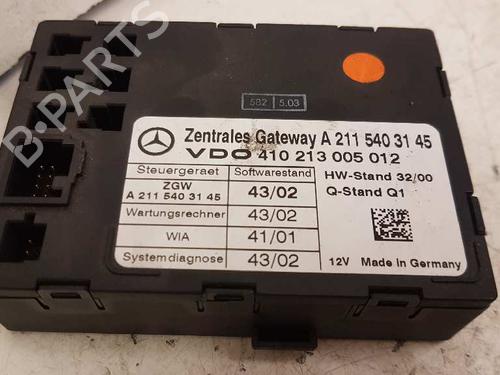 582 5.03
Zentrales Gateway A 211 540 31 45
VDO 410 213 005 012
Steuergeraet Softwarestand HW-Stand 32/00
ZGW
A 211 540 31 45 43/02 Q-Stand Q1
Wartungsrechner 43/02
WIA 41/01
Systemdiagnose 43/02 12V Made in Germany
B-PARTS